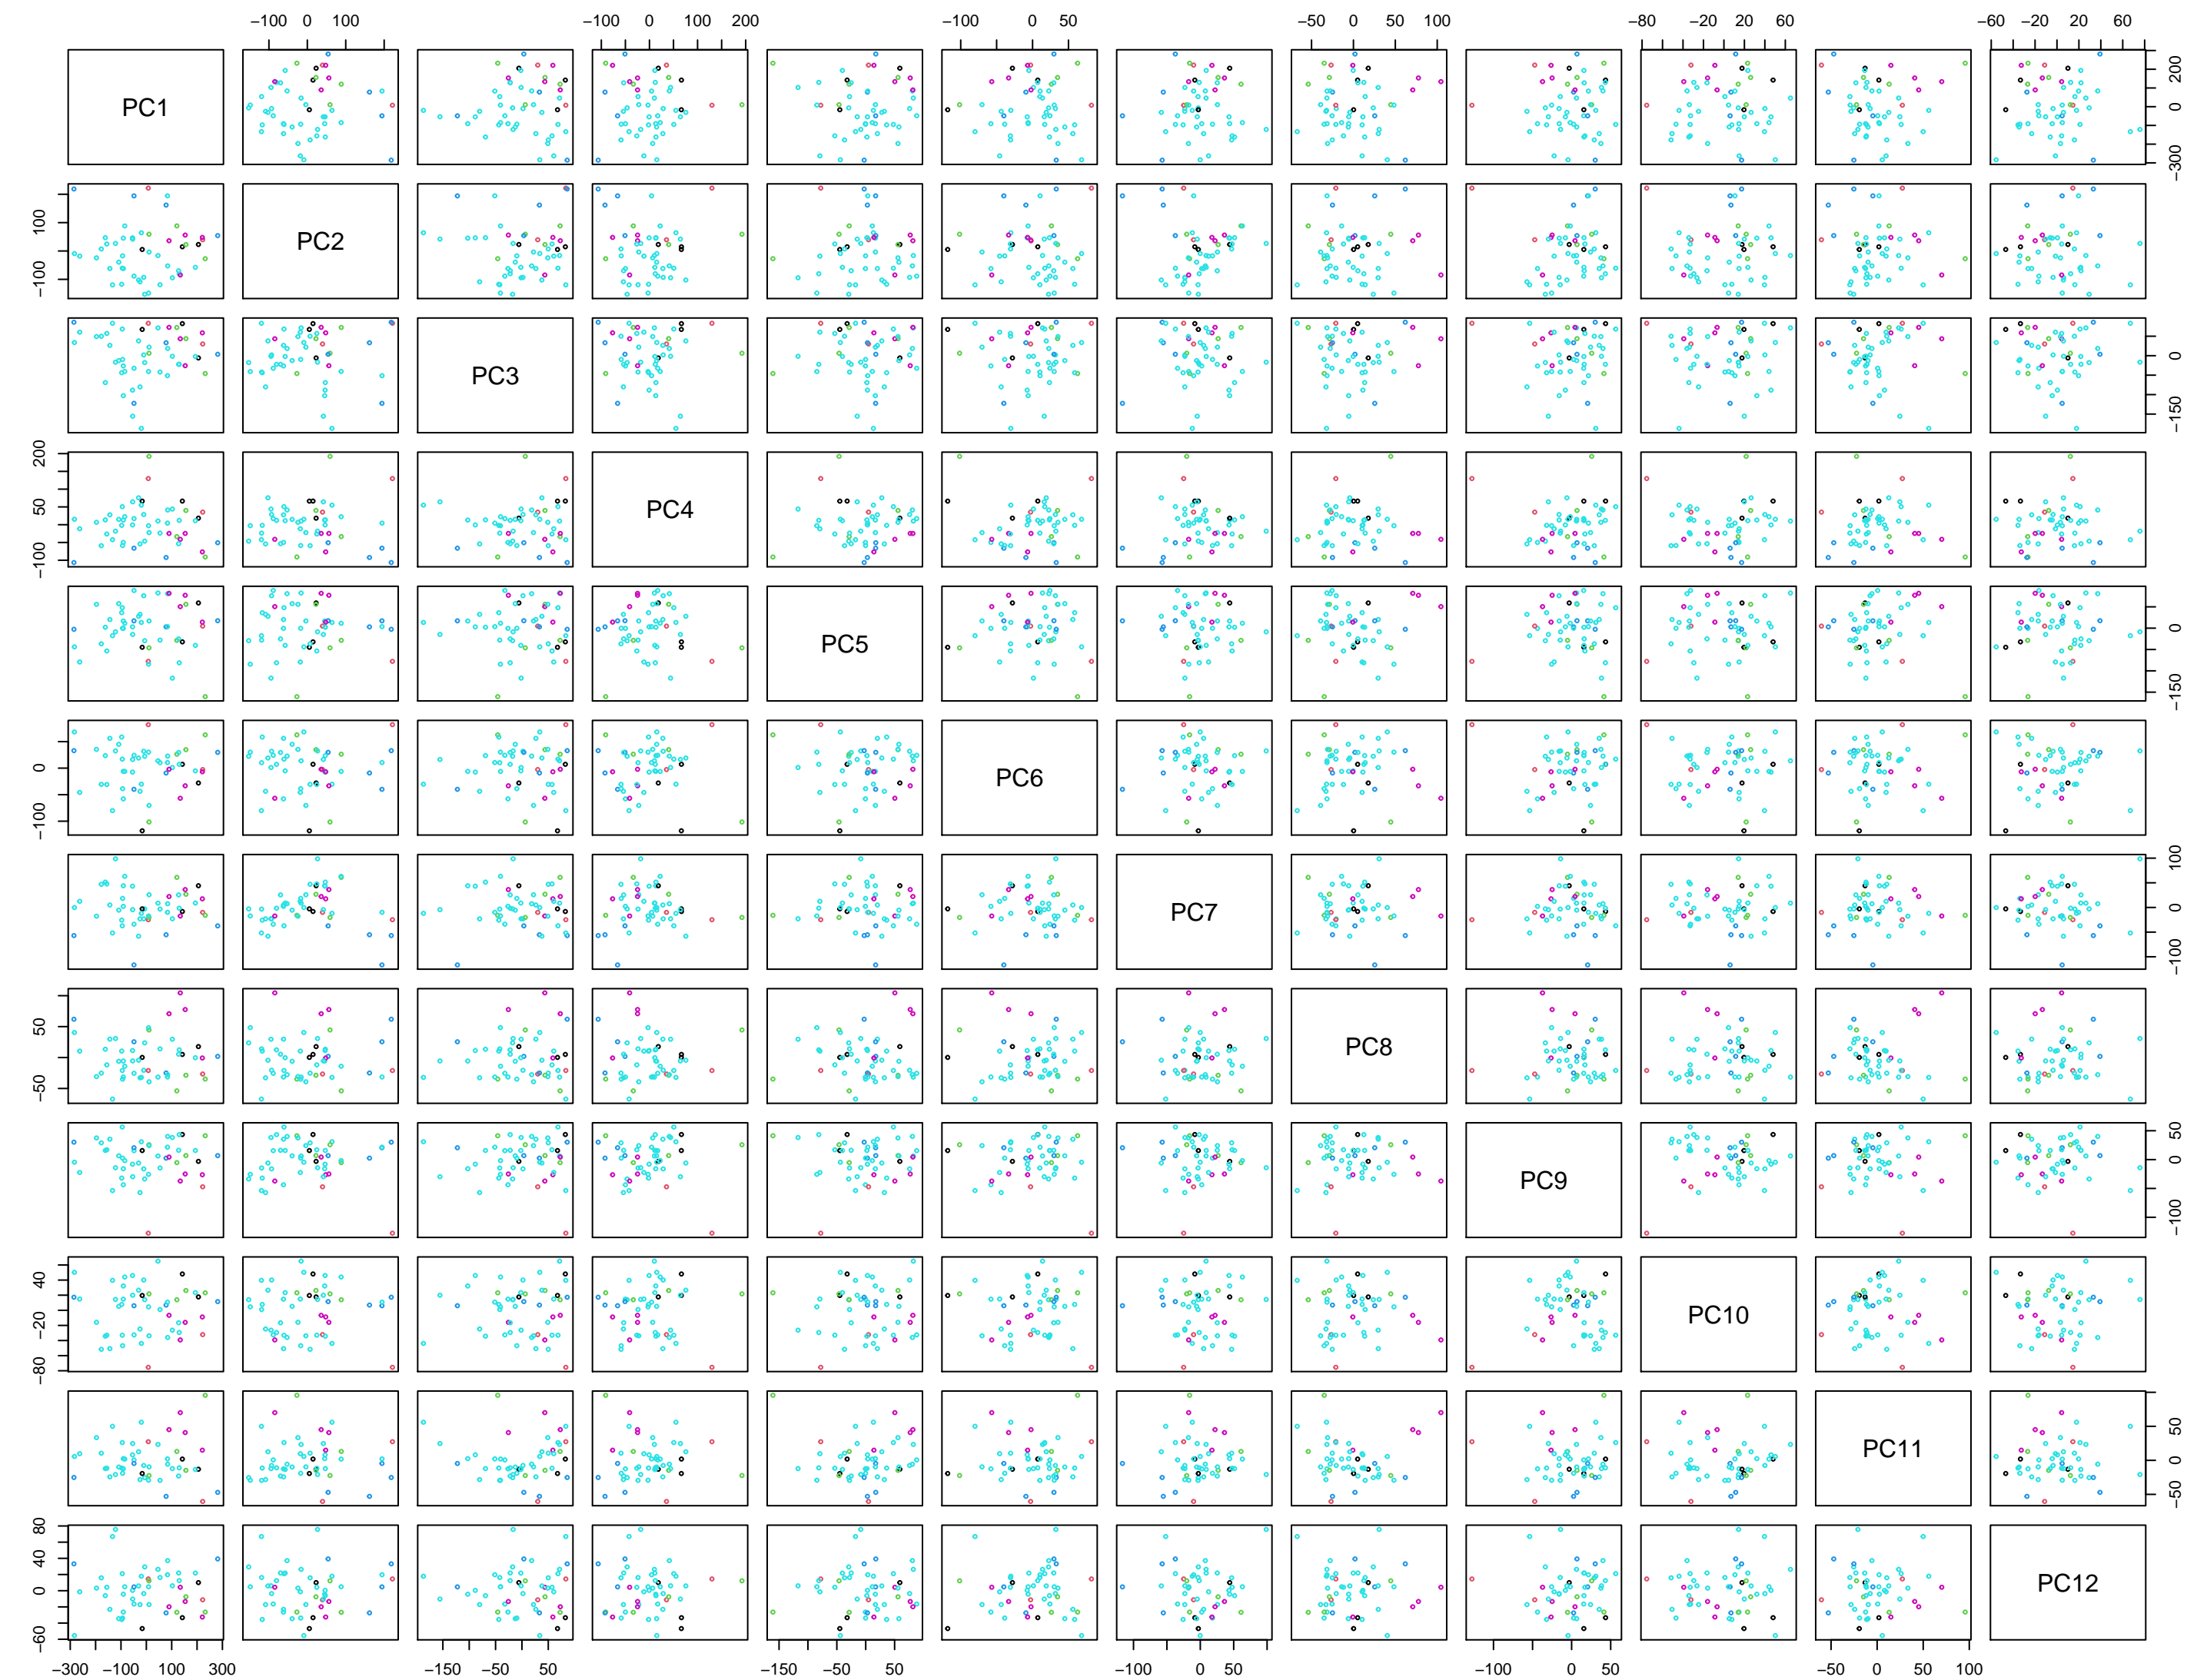 −100 0 100 −100 0 100 200 −100 0 50 −50 0 50 100 −80 −20 20 60 −60 −20 20 60
PC1 −300 0 200
−100 100 PC2
PC3 −150 0
−100 50 200 PC4
PC5 −150 0
−100 0 PC6
PC7 −100 0 100
−50 50 PC8
PC9 −100 0 50
−80 −20 40 PC10
PC11 −50 0 50
−60 0 40 80 PC12
−300 −100 100 300 −150 −50 50 −150 −50 50 −100 0 50 −100 0 50 −50 0 50 100